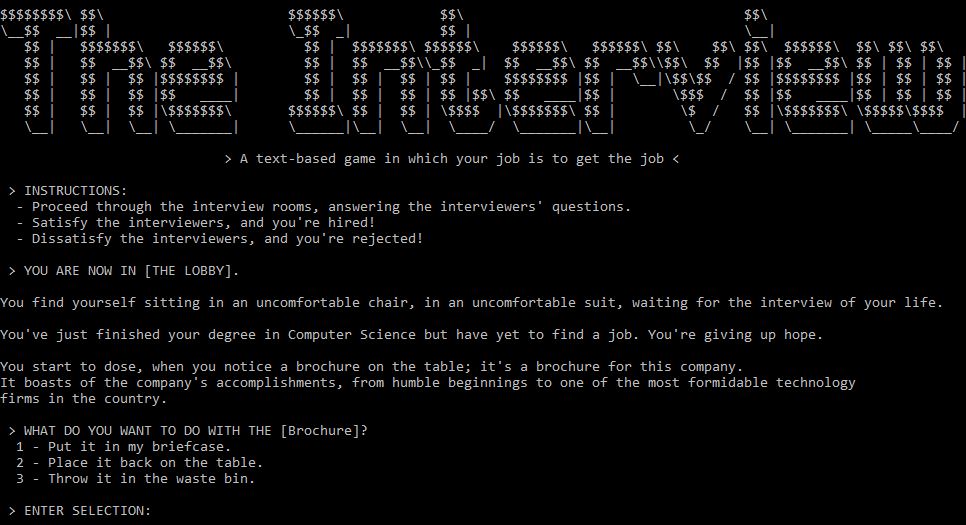 The Interview
> A text-based game in which your job is to get the job <
> INSTRUCTIONS:
- Proceed through the interview rooms, answering the interviewers' questions.
- Satisfy the interviewers, and you're hired!
- Dissatisfy the interviewers, and you're rejected!
> YOU ARE NOW IN [THE LOBBY].
You find yourself sitting in an uncomfortable chair, in an uncomfortable suit, waiting for the interview of your life.
You've just finished your degree in Computer Science but have yet to find a job. You're giving up hope.
You start to dose, when you notice a brochure on the table; it's a brochure for this company.
It boasts of the company's accomplishments, from humble beginnings to one of the most formidable technology
firms in the country.
> WHAT DO YOU WANT TO DO WITH THE [Brochure]?
1 - Put it in my briefcase.
2 - Place it back on the table.
3 - Throw it in the waste bin.
> ENTER SELECTION: